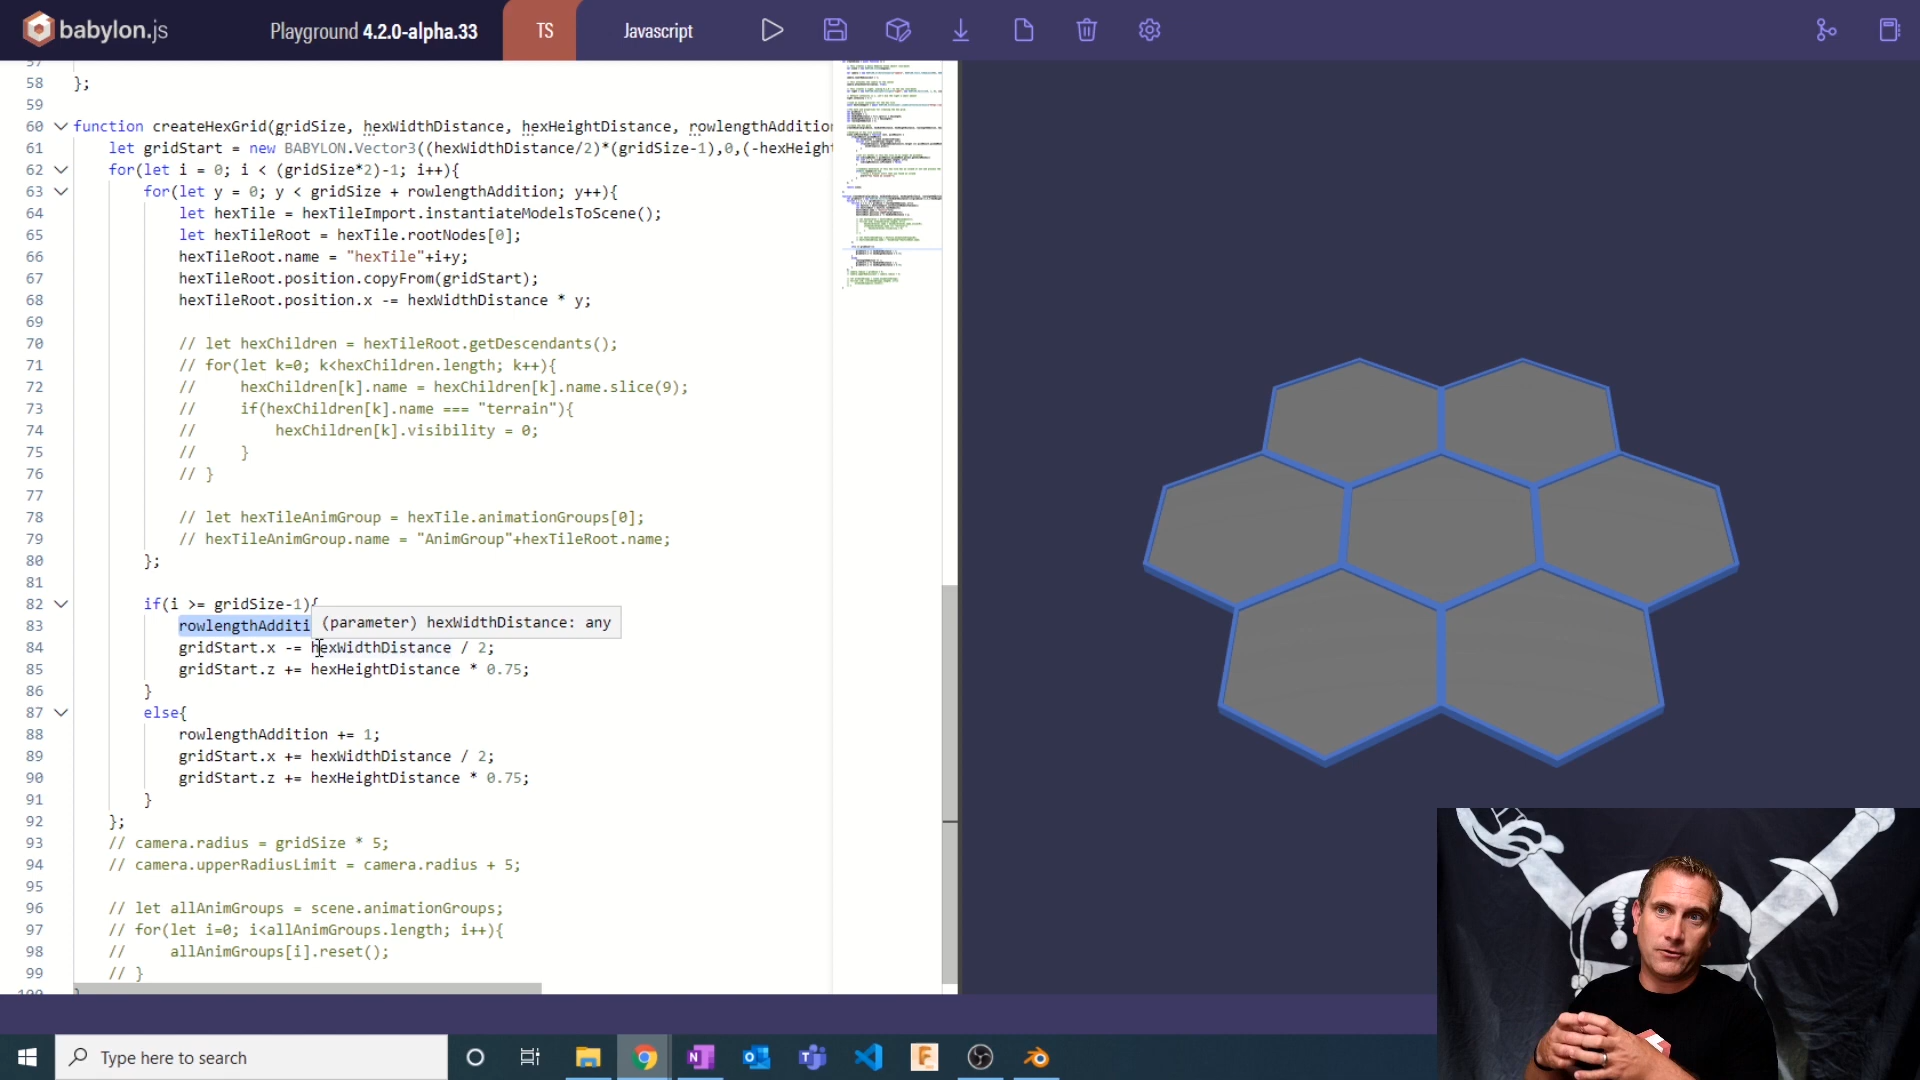 babylon.js
Playground 4.2.0-alpha.33
TS
Javascript
57
58 };
59
60 function createHexGrid(gridSize, hexWidthDistance, hexHeightDistance, rowlengthAddition
61 let gridStart = new BABYLON.Vector3((hexWidthDistance/2)*(gridSize-1),0,(-hexHeight
62 for(let i = 0; i < (gridSize*2)-1; i++){
63 for(let y = 0; y < gridSize + rowlengthAddition; y++){
64 let hexTile = hexTileImport.instantiateModelsToScene();
65 let hexTileRoot = hexTile.rootNodes[0];
66 hexTileRoot.name = "hexTile"+i+y;
67 hexTileRoot.position.copyFrom(gridStart);
68 hexTileRoot.position.x -= hexWidthDistance * y;
69
70 // let hexChildren = hexTileRoot.getDescendants();
71 // for(let k=0; k<hexChildren.length; k++){
72 // hexChildren[k].name = hexChildren[k].name.slice(9);
73 // if(hexChildren[k].name === "terrain"){
74 // hexChildren[k].visibility = 0;
75 // }
76 // }
77
78 // let hexTileAnimGroup = hexTile.animationGroups[0];
79 // hexTileAnimGroup.name = "AnimGroup"+hexTileRoot.name;
80 };
81
82 if(i >= gridSize-1){
83 rowlengthAdditi
(parameter) hexWidthDistance: any
84 gridStart.x -= hexWidthDistance / 2;
85 gridStart.z += hexHeightDistance * 0.75;
86 }
87 else{
88 rowlengthAddition += 1;
89 gridStart.x += hexWidthDistance / 2;
90 gridStart.z += hexHeightDistance * 0.75;
91 }
92 };
93 // camera.radius = gridSize * 5;
94 // camera.upperRadiusLimit = camera.radius + 5;
95
96 // let allAnimGroups = scene.animationGroups;
97 // for(let i=0; i<allAnimGroups.length; i++){
98 // allAnimGroups[i].reset();
99 // }
100 }
Type here to search